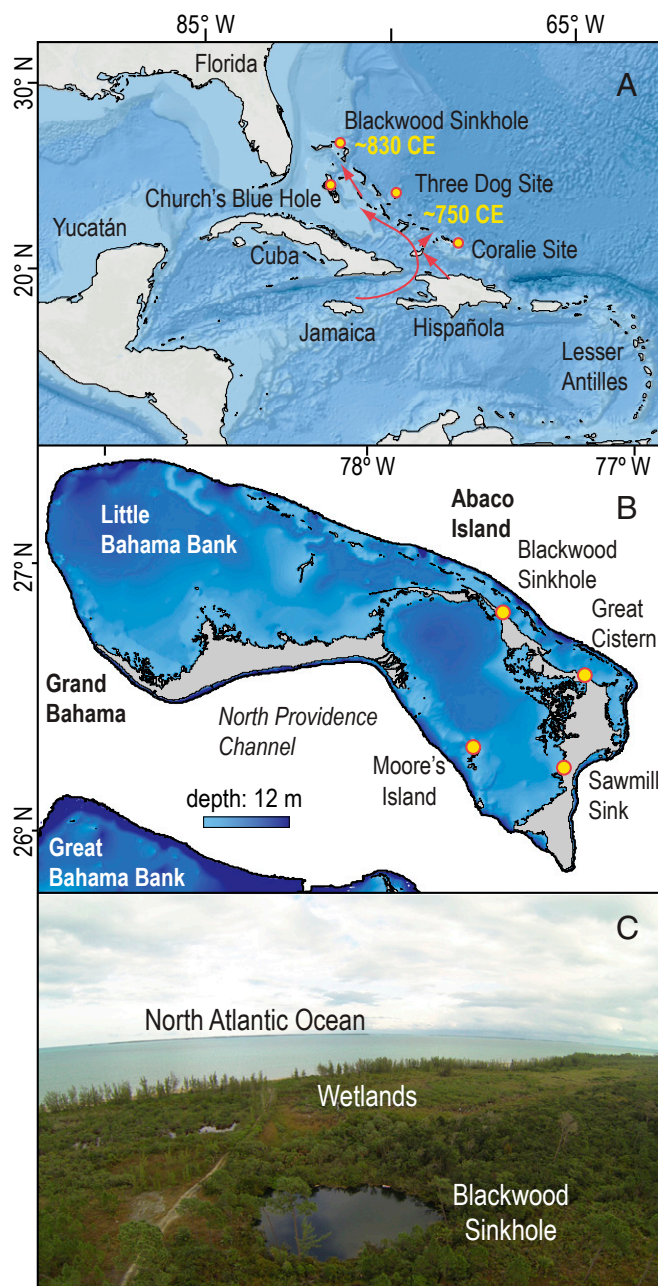 85° W
65° W
30° N
20° N
A
Florida
Blackwood Sinkhole
~830 CE
Church's Blue Hole
Three Dog Site
~750 CE
Yucatán
Cuba
Coralie Site
Jamaica
Hispañola
Lesser
Antilles
78° W
77° W
27° N
26° N
B
Little
Bahama Bank
Abaco
Island
Blackwood
Sinkhole
Great
Cistern
Grand
Bahama
North Providence
Channel
Moore's
Island
Sawmill
Sink
depth: 12 m
Great
Bahama Bank
C
North Atlantic Ocean
Wetlands
Blackwood
Sinkhole